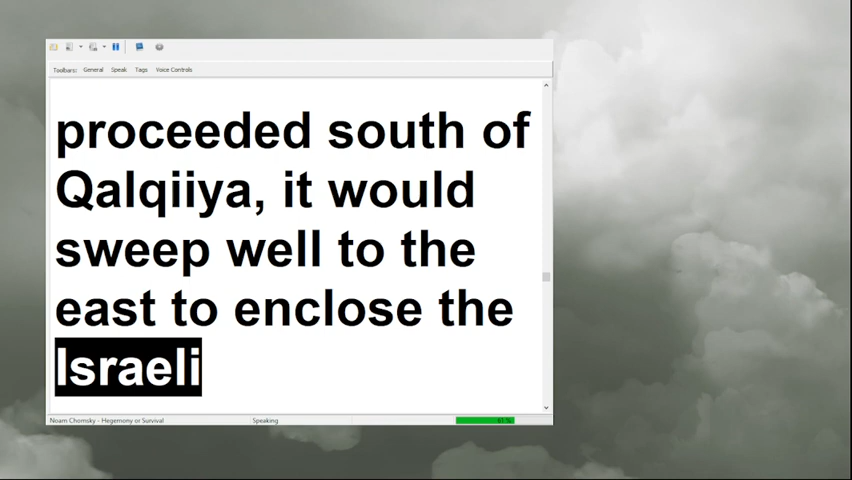 Toolbars: General Speak Tags Voice Controls
proceeded south of
Qalqiiya, it would
sweep well to the
east to enclose the
Israeli
Noam Chomsky - Hegemony or Survival Speaking 61 %